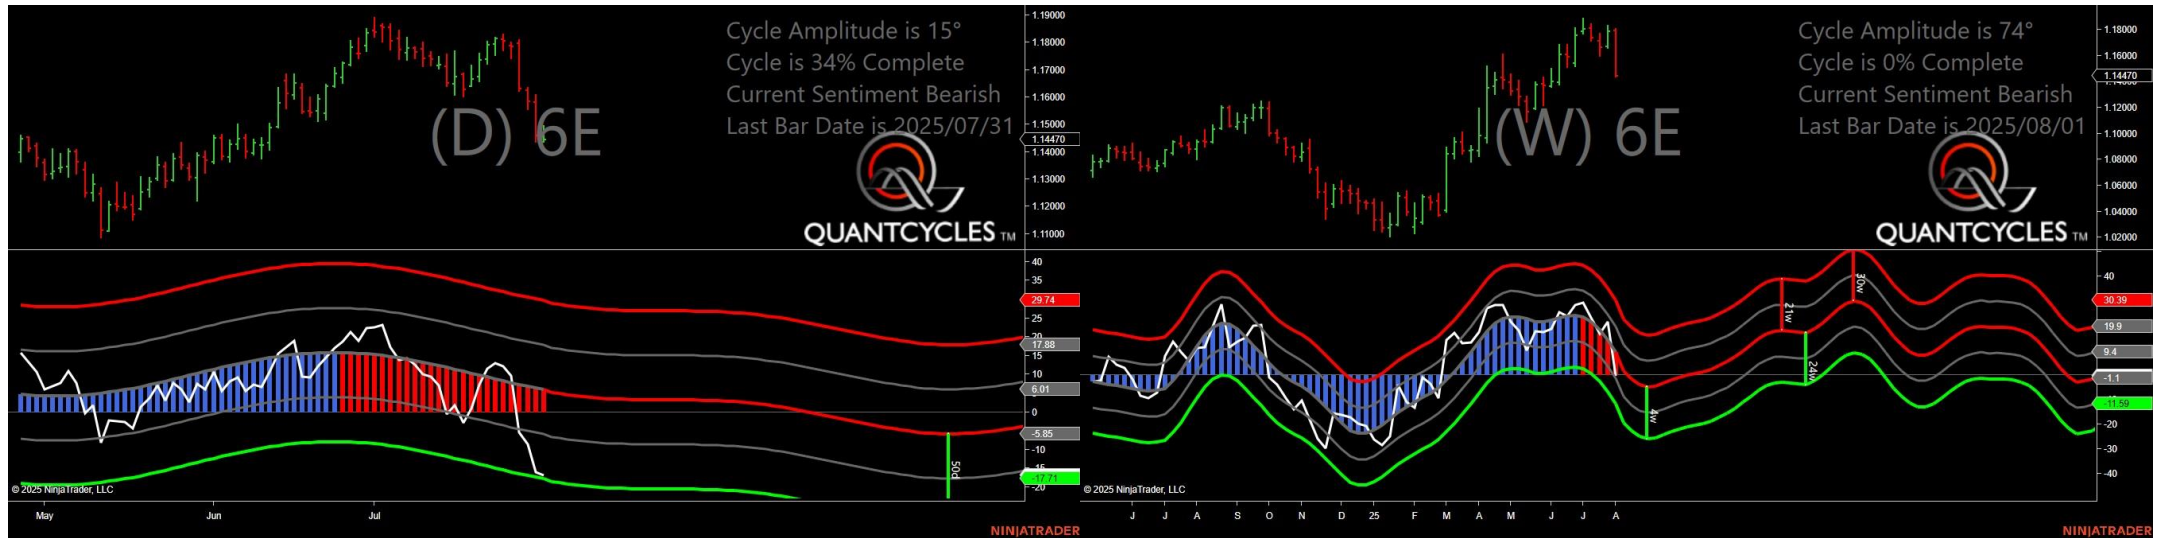 Cycle Amplitude is 15°
Cycle is 34% Complete
Current Sentiment Bearish
Last Bar Date is 2025/07/31
(D) 6E
QUANTCYCLES TM
1.19000
1.18000
1.17000
1.16000
1.15000
1.14470
1.14000
1.13000
1.12000
1.11000
40
35
29.74
25
20
17.88
15
10
6.01
0
-5.85
-10
-15
-17.71
-20
50d
© 2025 NinjaTrader, LLC
May
Jun
Jul
NINJATRADER
Cycle Amplitude is 74°
Cycle is 0% Complete
Current Sentiment Bearish
Last Bar Date is 2025/08/01
(W) 6E
QUANTCYCLES TM
1.18000
1.16000
1.14470
1.12000
1.10000
1.08000
1.06000
1.04000
1.02000
40
30.39
19.9
9.4
-1.1
-11.59
-20
-30
-40
4w
21w
24w
30w
© 2025 NinjaTrader, LLC
J
J
A
S
O
N
D
25
F
M
A
M
J
J
A
NINJATRADER